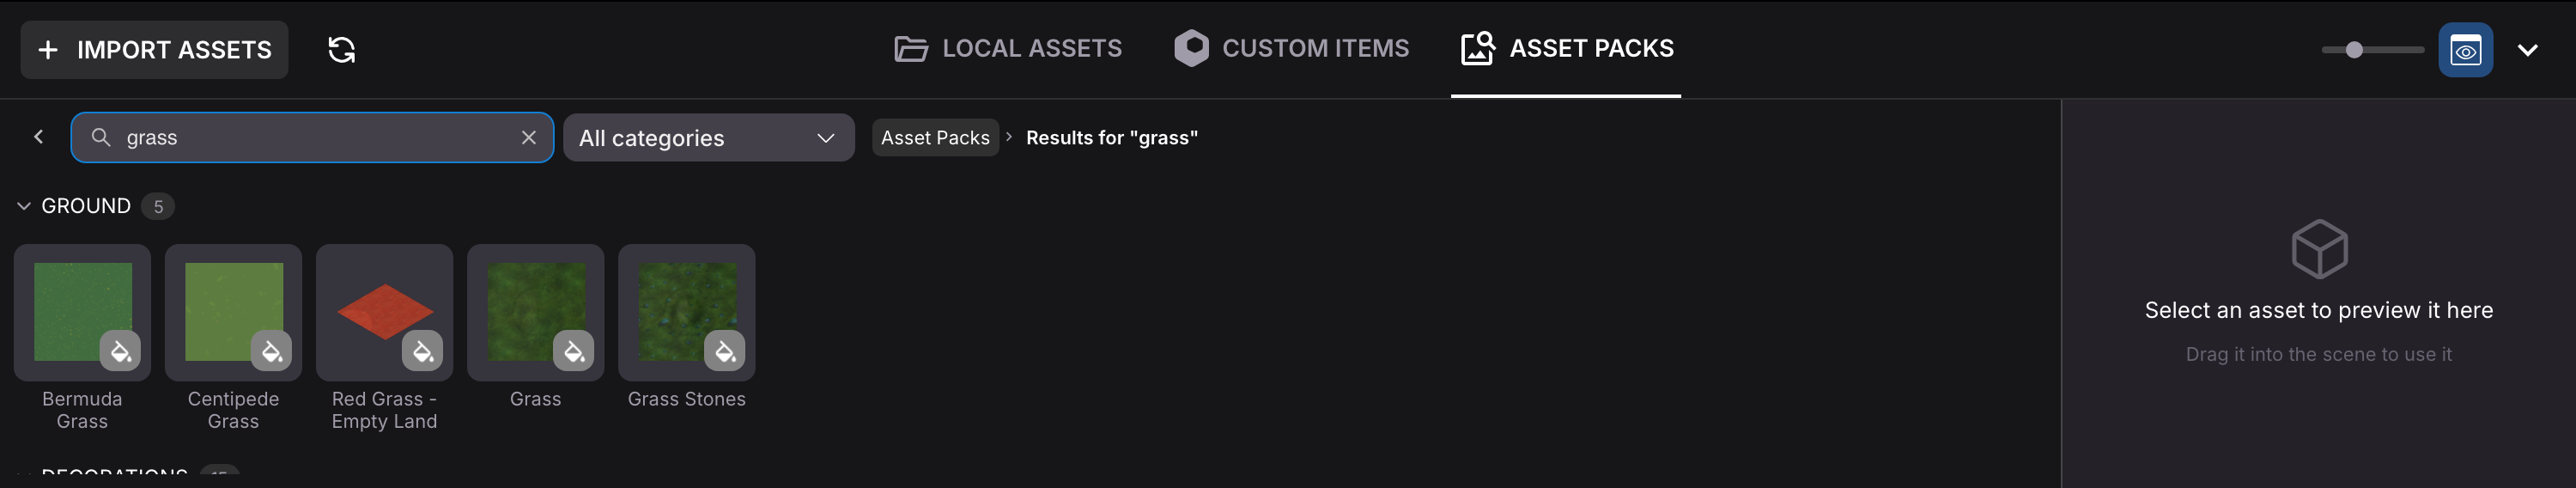 IMPORT ASSETS
LOCAL ASSETS
CUSTOM ITEMS
ASSET PACKS
grass
All categories
Asset Packs
Results for "grass"
GROUND 5
Bermuda
Grass
Centipede
Grass
Red Grass -
Empty Land
Grass
Grass Stones
DECORATIONS
Select an asset to preview it here
Drag it into the scene to use it